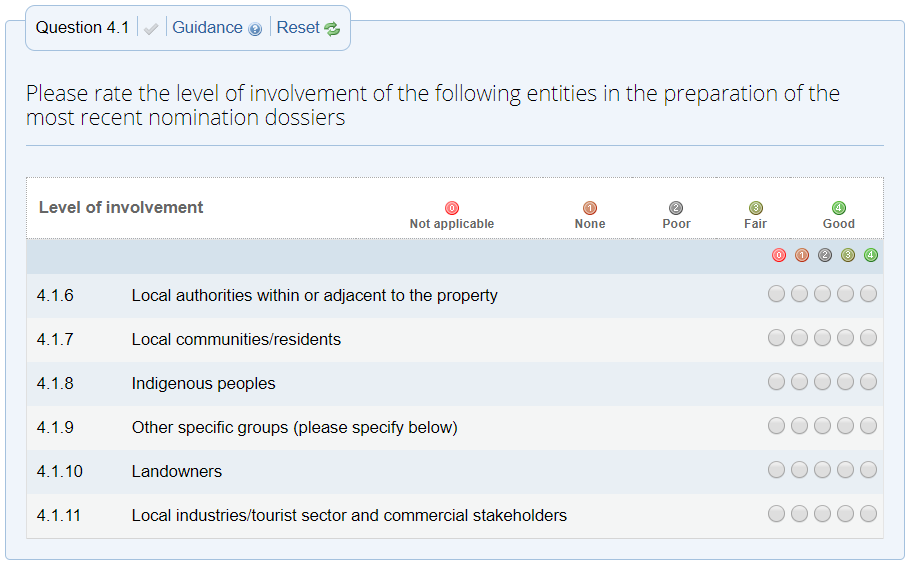 Question 4.1 Guidance ? Reset
Please rate the level of involvement of the following entities in the preparation of the
most recent nomination dossiers
Level of involvement
0 1 2 3 4
Not applicable None Poor Fair Good
0 1 2 3 4
4.1.6 Local authorities within or adjacent to the property
4.1.7 Local communities/residents
4.1.8 Indigenous peoples
4.1.9 Other specific groups (please specify below)
4.1.10 Landowners
4.1.11 Local industries/tourist sector and commercial stakeholders